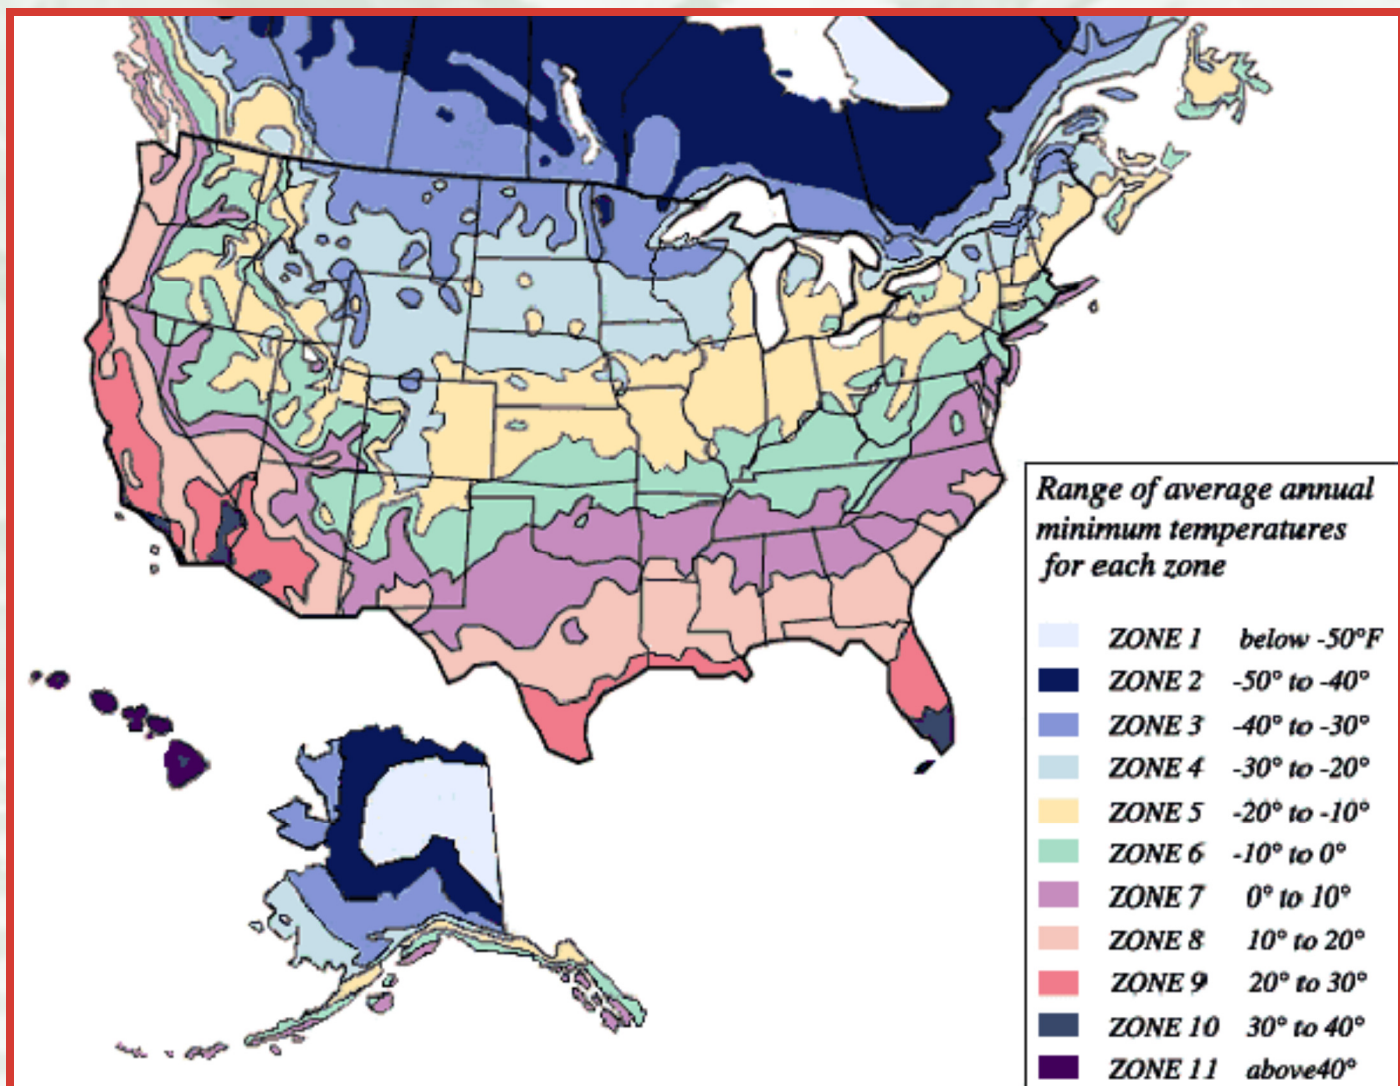 Range of average annual
minimum temperatures
for each zone
ZONE 1 below -50°F
ZONE 2 -50° to -40°
ZONE 3 -40° to -30°
ZONE 4 -30° to -20°
ZONE 5 -20° to -10°
ZONE 6 -10° to 0°
ZONE 7 0° to 10°
ZONE 8 10° to 20°
ZONE 9 20° to 30°
ZONE 10 30° to 40°
ZONE 11 above40°